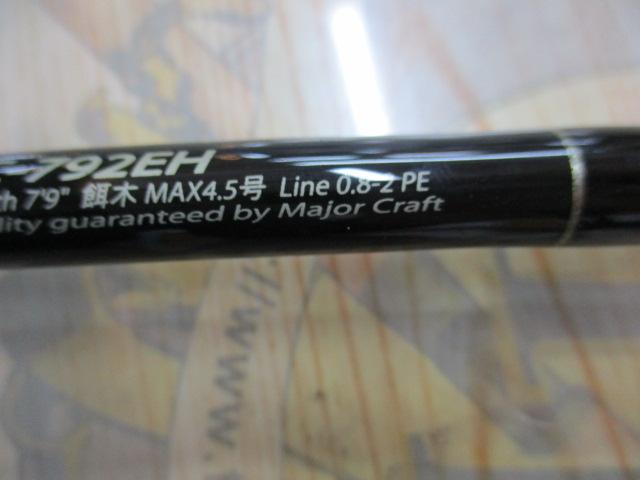 -792EH
th 7'9" 餌木 MAX4.5号 Line 0.8-2 PE
lity guaranteed by Major Craft
//www.